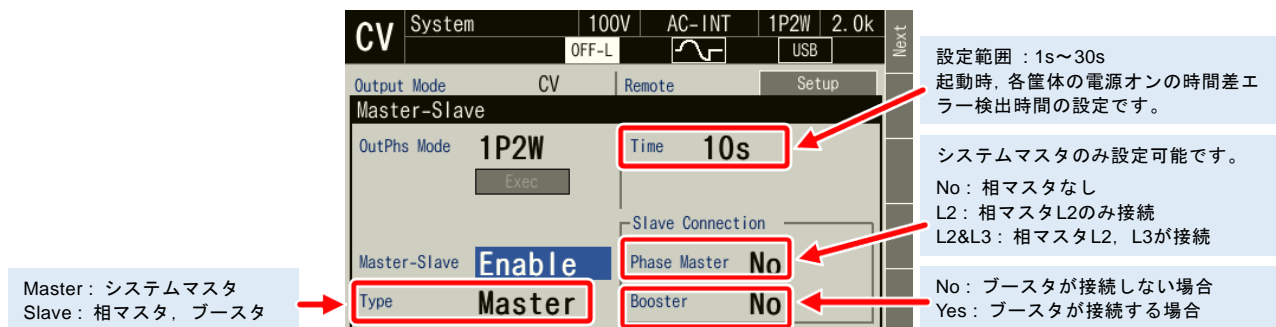 CV System 100V AC-INT 1P2W 2.0k
OFF-L USB
Next
Output Mode CV Remote Setup
Master-Slave
OutPhs Mode 1P2W Time 10s
Exec
Slave Connection
Master-Slave Enable Phase Master No
Type Master Booster No
設定範囲 : 1s～30s
起動時, 各筐体の電源オンの時間差エ
ラー検出時間の設定です。
システムマスタのみ設定可能です。
No : 相マスタなし
L2 : 相マスタL2のみ接続
L2&L3 : 相マスタL2, L3が接続
No : ブースタが接続しない場合
Yes : ブースタが接続する場合
Master : システムマスタ
Slave : 相マスタ, ブースタ